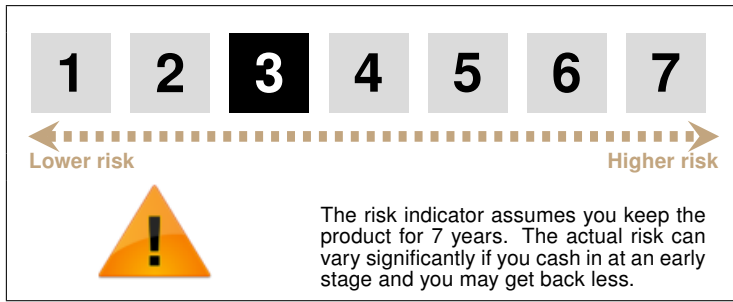 1 2 3 4 5 6 7
Lower risk Higher risk
!
The risk indicator assumes you keep the
product for 7 years. The actual risk can
vary significantly if you cash in at an early
stage and you may get back less.